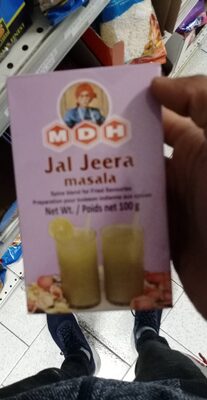 MDH
Jal Jeera
masala
Spice blend for Fried Savouries
Préparation pour boisson indienne aux épices
Net Wt. / Poids net 100 g